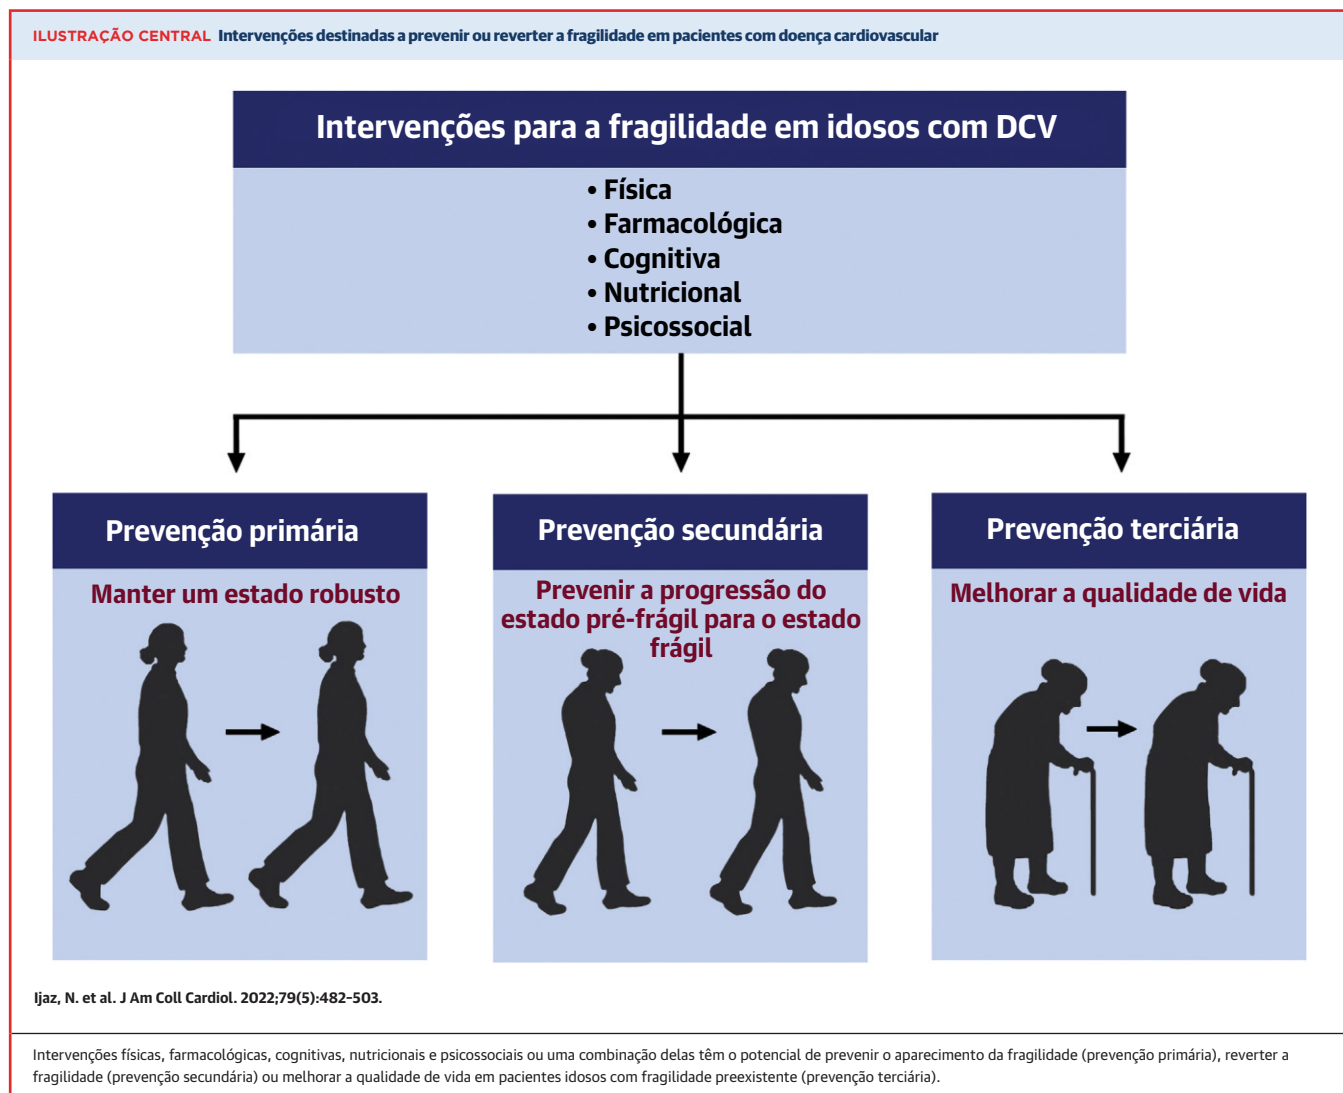 ILUSTRAÇÃO CENTRAL Intervenções destinadas a prevenir ou reverter a fragilidade em pacientes com doença cardiovascular
Intervenções para a fragilidade em idosos com DCV
• Física
• Farmacológica
• Cognitiva
• Nutricional
• Psicossocial
Prevenção primária
Manter um estado robusto
Prevenção secundária
Prevenir a progressão do
estado pré-frágil para o estado
frágil
Prevenção terciária
Melhorar a qualidade de vida
Ijaz, N. et al. J Am Coll Cardiol. 2022;79(5):482-503.
Intervenções físicas, farmacológicas, cognitivas, nutricionais e psicossociais ou uma combinação delas têm o potencial de prevenir o aparecimento da fragilidade (prevenção primária), reverter a
fragilidade (prevenção secundária) ou melhorar a qualidade de vida em pacientes idosos com fragilidade preexistente (prevenção terciária).